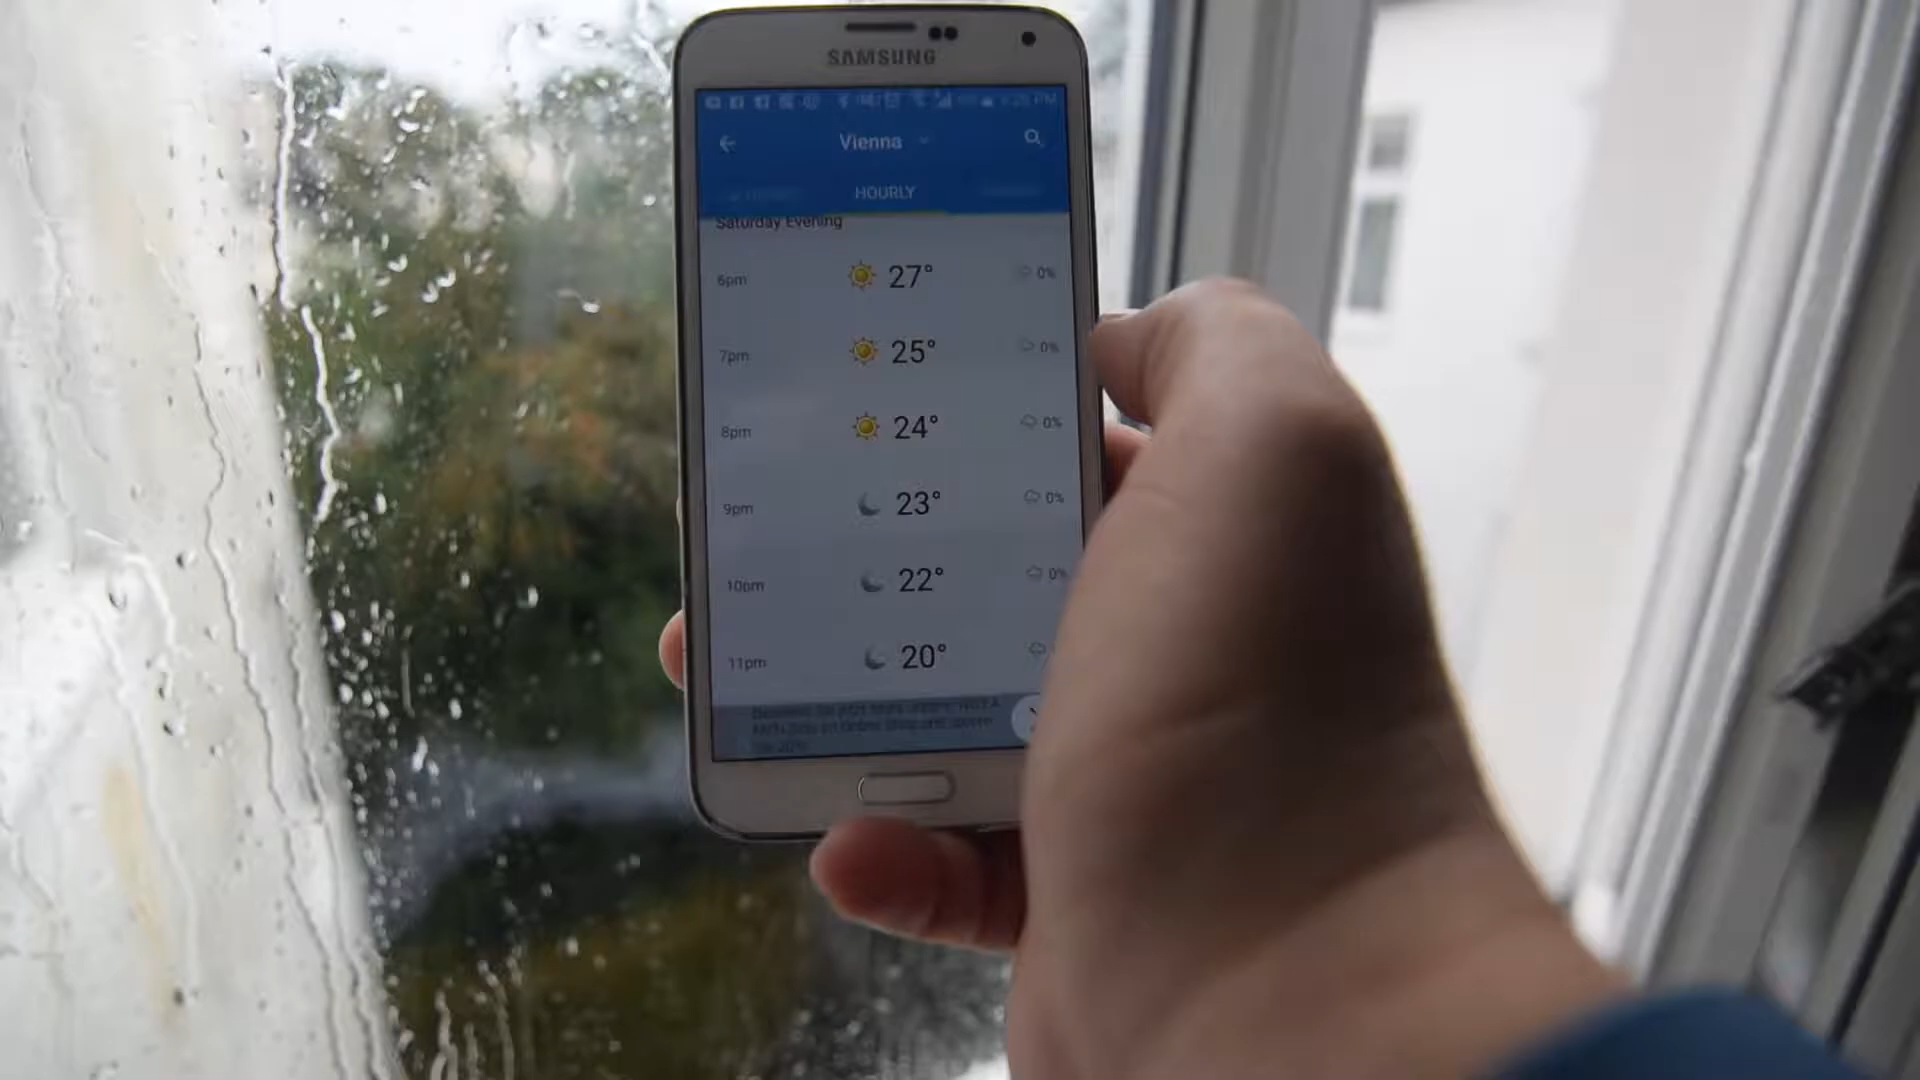 SAMSUNG
Vienna
HOURLY
Saturday Evening
6pm 27° 0%
7pm 25° 0%
8pm 24° 0%
9pm 23° 0%
10pm 22° 0%
11pm 20°